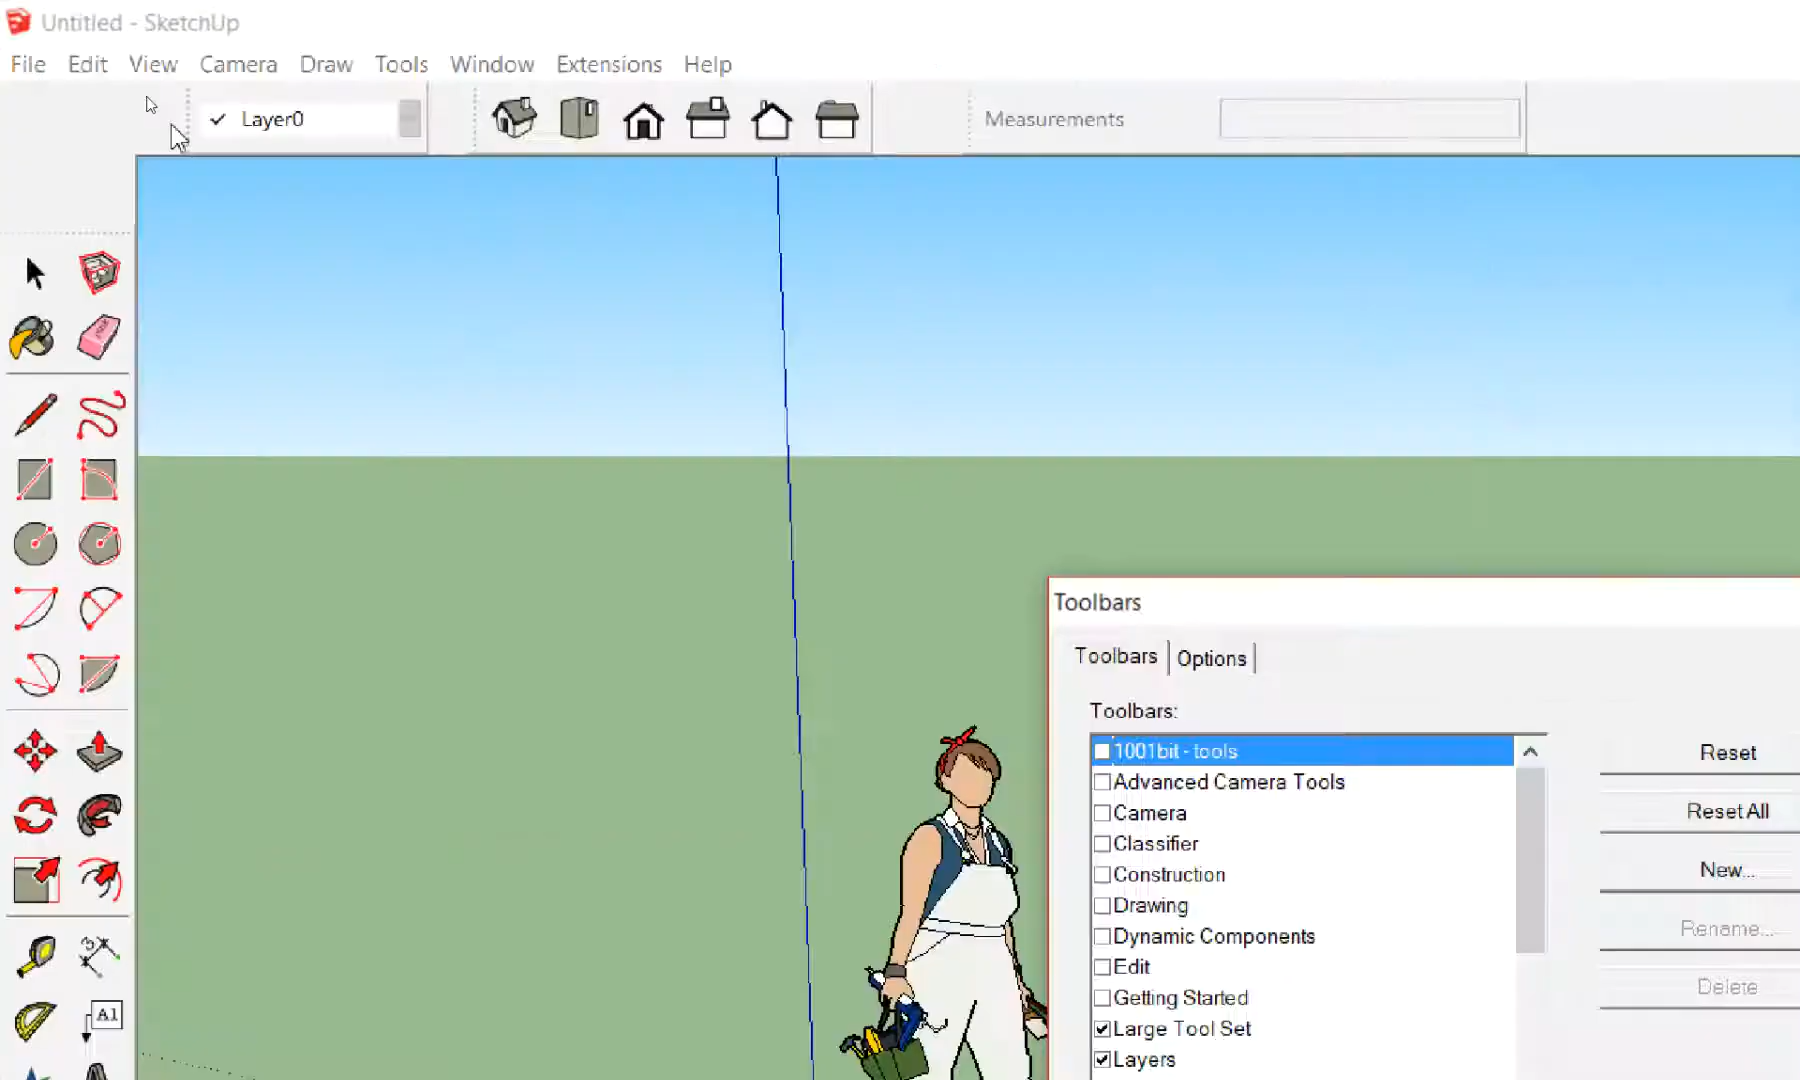 Untitled - SketchUp
File Edit View Camera Draw Tools Window Extensions Help
Layer0
Measurements
A1
Toolbars
Toolbars Options
Toolbars:
1001bit - tools
Advanced Camera Tools
Camera
Classifier
Construction
Drawing
Dynamic Components
Edit
Getting Started
Large Tool Set
Layers
Reset
Reset All
New...
Rename...
Delete